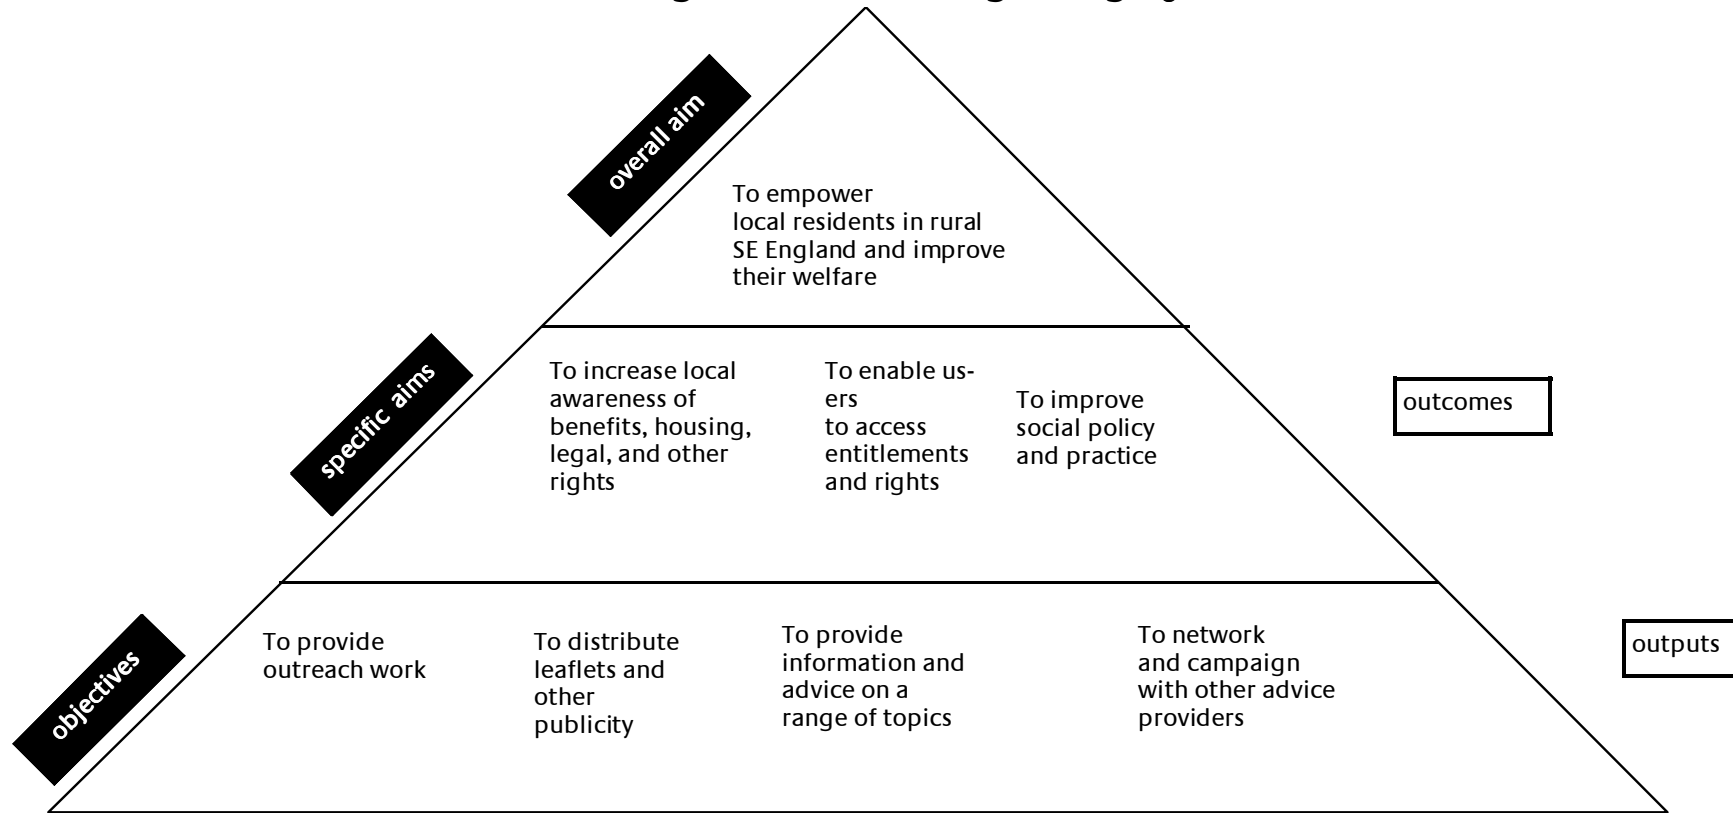 overall aim
To empower
local residents in rural
SE England and improve
their welfare
specific aims
To increase local
awareness of
benefits, housing,
legal, and other
rights
To enable us-
ers
to access
entitlements
and rights
To improve
social policy
and practice
outcomes
objectives
To provide
outreach work
To distribute
leaflets and
other
publicity
To provide
information and
advice on a
range of topics
To network
and campaign
with other advice
providers
outputs